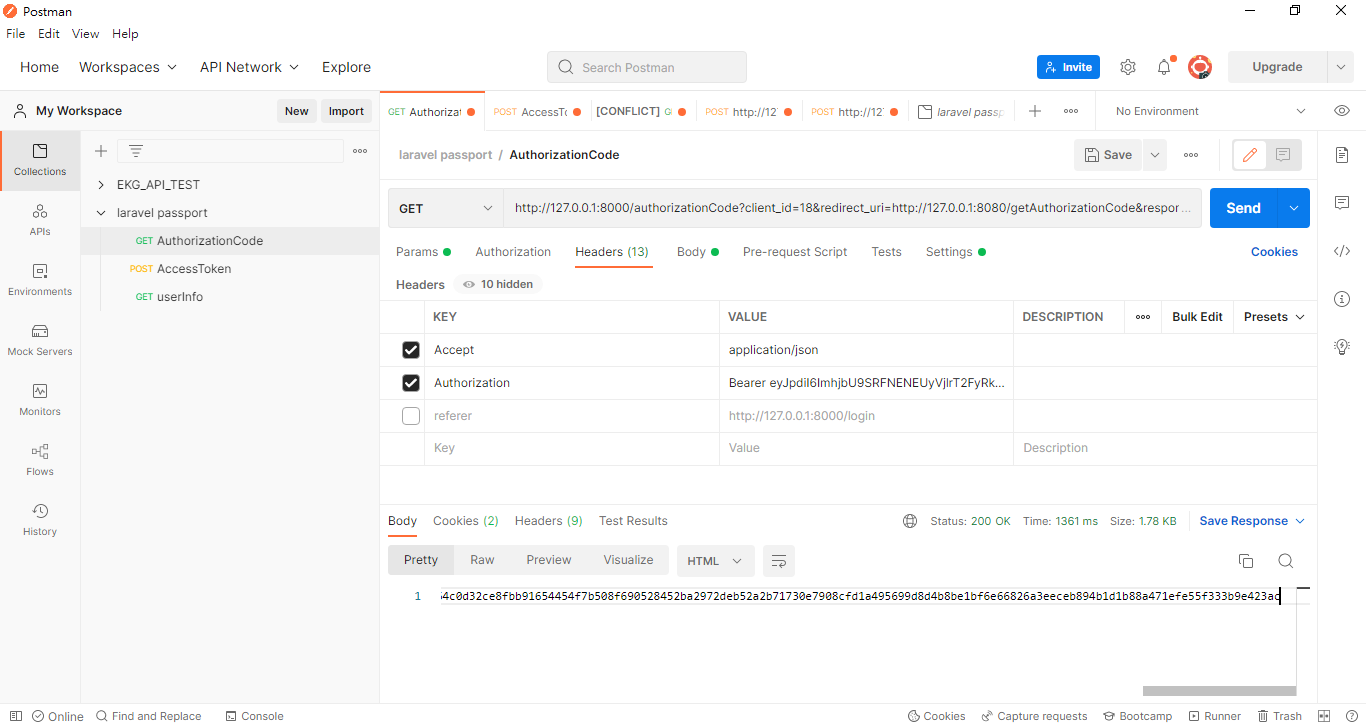 Postman
File Edit View Help
Home Workspaces API Network Explore Search Postman Invite Upgrade
My Workspace New Import GET Authorizat POST AccessTo [CONFLICT] G POST http://12 POST http://12 laravel passp No Environment
Collections
APIs
Environments
Mock Servers
Monitors
Flows
History
EKG_API_TEST
laravel passport
GET AuthorizationCode
POST AccessToken
GET userInfo
laravel passport / AuthorizationCode Save
GET http://127.0.0.1:8000/authorizationCode?client_id=18&redirect_uri=http://127.0.0.1:8080/getAuthorizationCode&respor ... Send
Params Authorization Headers (13) Body Pre-request Script Tests Settings Cookies
Headers 10 hidden
KEY VALUE DESCRIPTION Bulk Edit Presets
Accept application/json
Authorization
Bearer
referer http://127.0.0.1:8000/login
Key Value Description
Body Cookies (2) Headers (9) Test Results Status: 200 OK Time: 1361 ms Size: 1.78 KB Save Response
Pretty Raw Preview Visualize HTML
1 4c0d32ce8fbb91654454f7b508f690528452ba2972deb52a2b71730e7908cfd1a495699d8d4b8be1bf6e66826a3eeceb894b1d1b88a471efe55f333b9e423ac
Online Find and Replace Console Cookies Capture requests Bootcamp Runner Trash